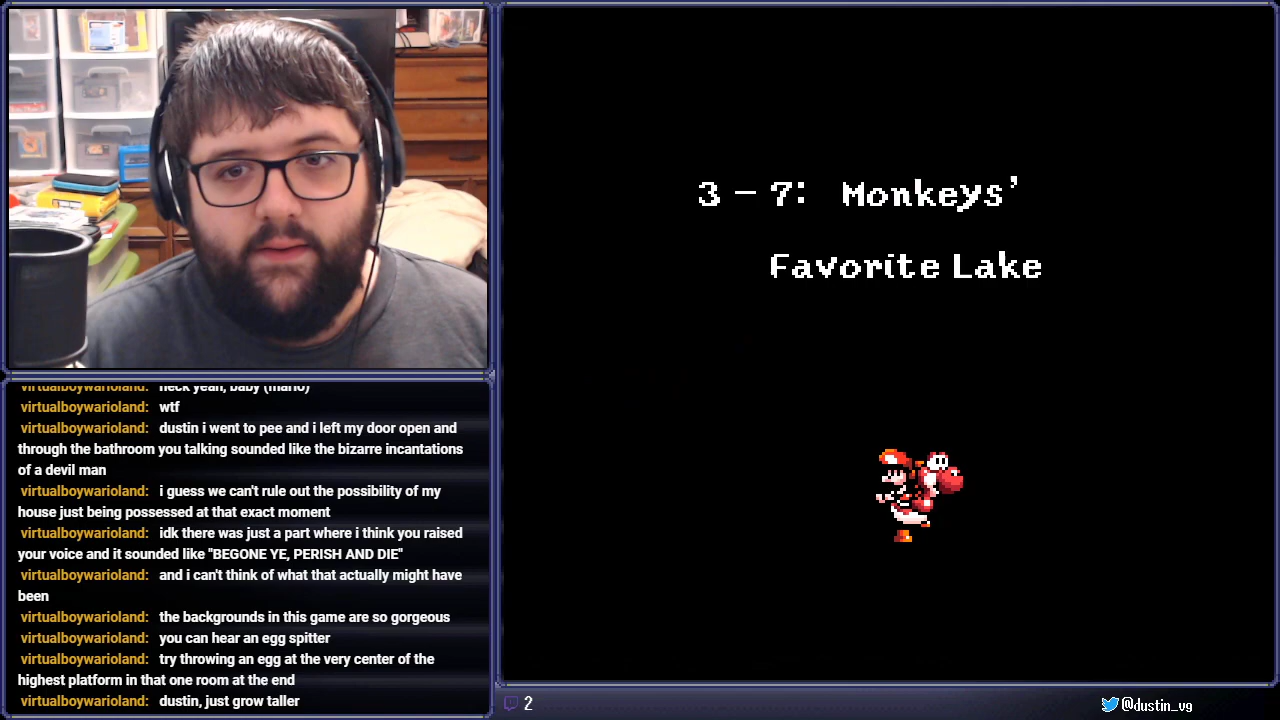 3 - 7: Monkeys'
Favorite Lake
virtualboywarioland: heck yeah, baby (mario)
virtualboywarioland: wtf
virtualboywarioland: dustin i went to pee and i left my door open and
through the bathroom you talking sounded like the bizarre incantations
of a devil man
virtualboywarioland: i guess we can't rule out the possibility of my
house just being possessed at that exact moment
virtualboywarioland: idk there was just a part where i think you raised
your voice and it sounded like "BEGONE YE, PERISH AND DIE"
virtualboywarioland: and i can't think of what that actually might have
been
virtualboywarioland: the backgrounds in this game are so gorgeous
virtualboywarioland: you can hear an egg spitter
virtualboywarioland: try throwing an egg at the very center of the
highest platform in that one room at the end
virtualboywarioland: dustin, just grow taller
2
@dustin_vg